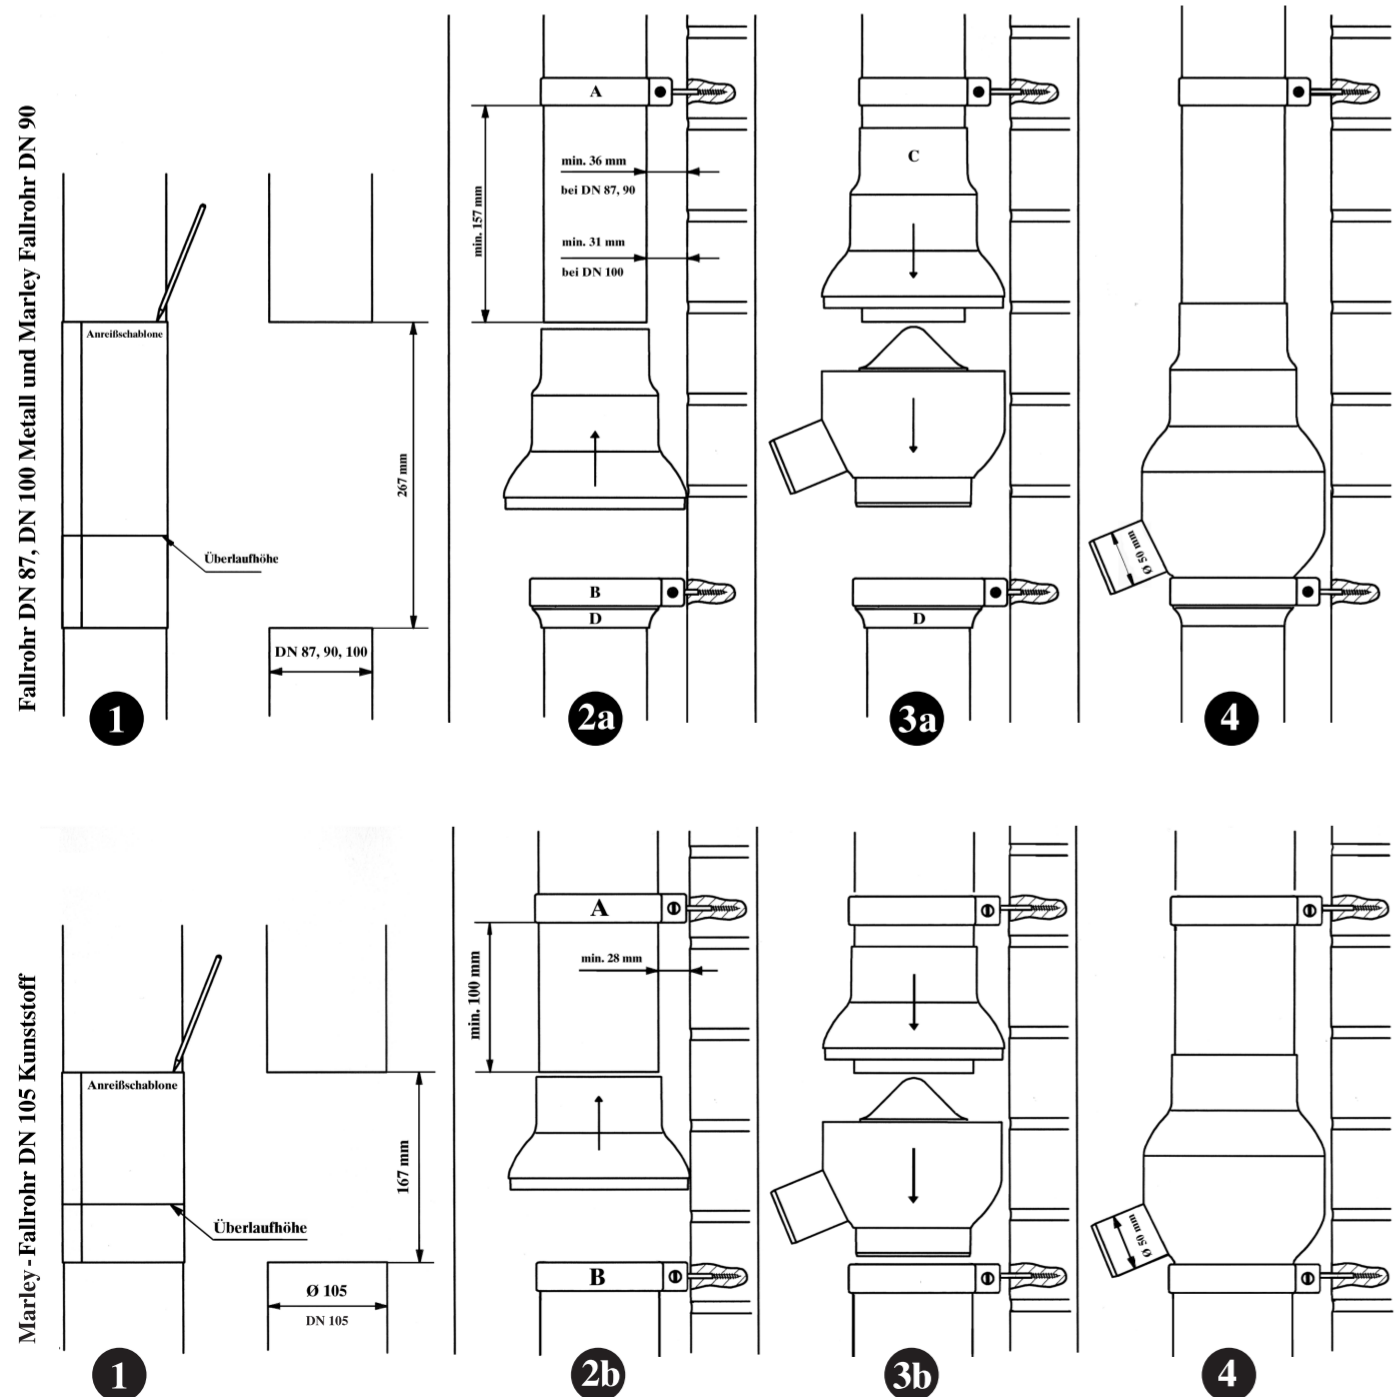 Fallrohr DN 87, DN 100 Metall und Marley Fallrohr DN 90
Anreißschablone
Überlaufhöhe
267 mm
DN 87, 90, 100
1
A
min. 157 mm
min. 36 mm
bei DN 87, 90
min. 31 mm
bei DN 100
B
D
2a
C
D
3a
Ø 50 mm
4
Marley-Fallrohr DN 105 Kunststoff
Anreißschablone
Überlaufhöhe
167 mm
Ø 105
DN 105
1
A
min. 100 mm
min. 28 mm
B
2b
3b
Ø 50 mm
4